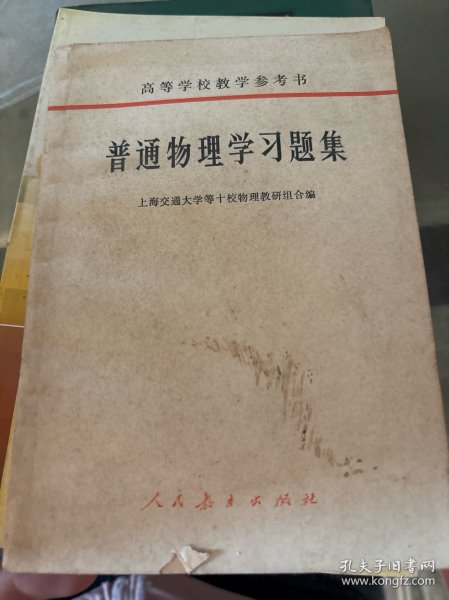 高等学校教学参考书
普通物理学习题集
上海交通大学等十校物理教研组合编
人民教育出版社
孔夫子旧书网
www.kongfz.com